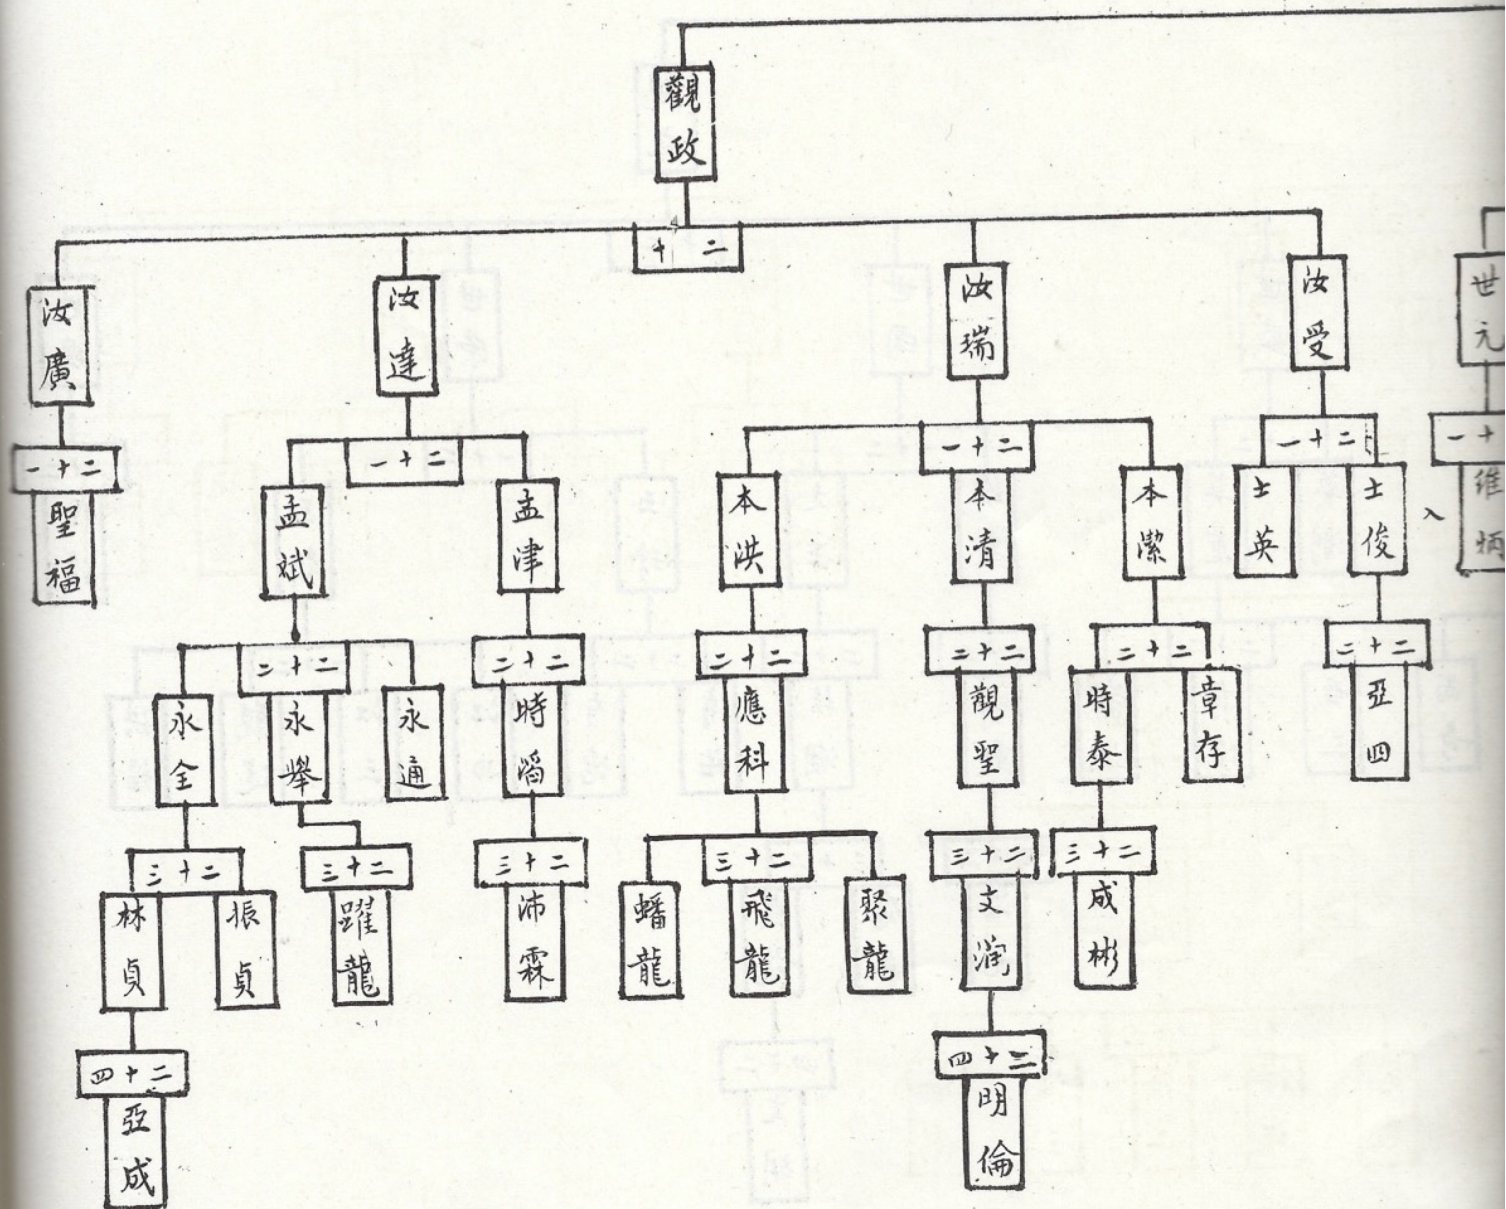 觀政
二十
世元
汝受
汝瑞
汝達
汝廣
二十一
二十一
二十一
二十一
二十一
維炳
入
士俊
士英
本潔
本清
本洪
孟津
孟斌
聖福
二十二
二十二
二十二
二十二
二十二
二十二
亞四
章存
時泰
觀聖
應科
時滔
永通
永舉
永全
二十三
二十三
二十三
二十三
二十三
二十三
成彬
文潤
聚龍
飛龍
蟠龍
沛霖
躍龍
振貞
林貞
四十二
二十四
明倫
亞成